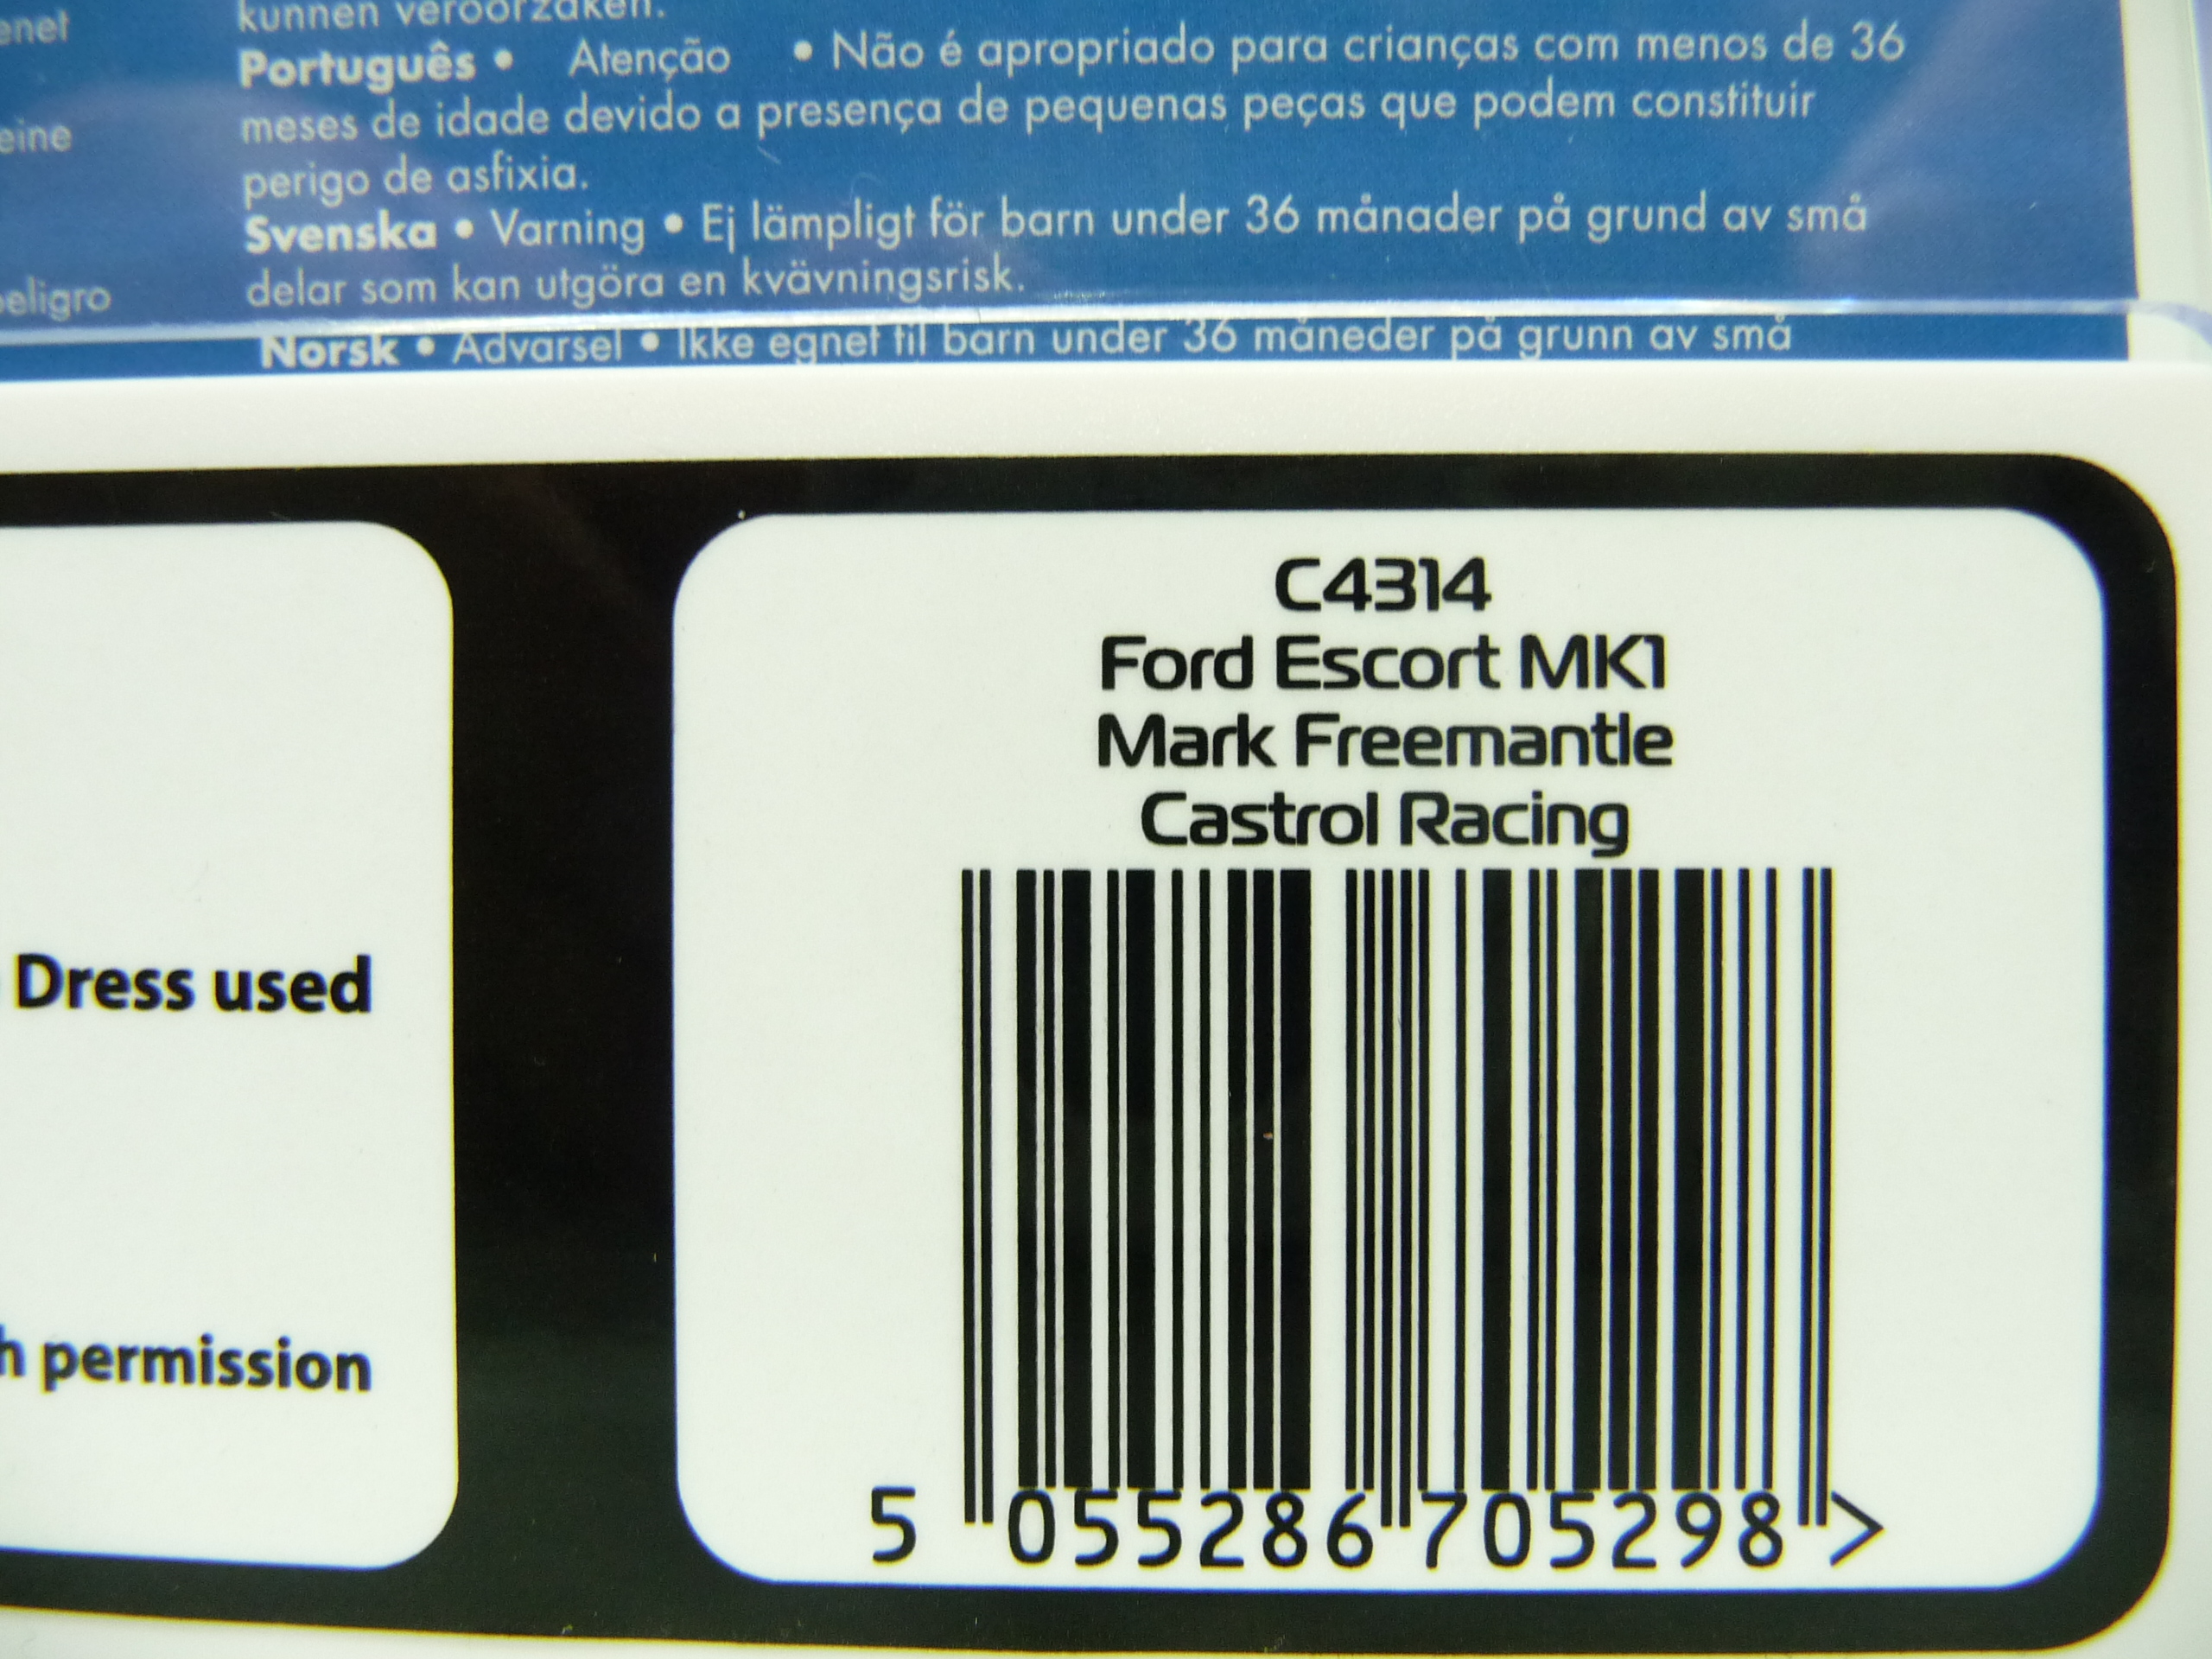 kunnen veroorzaken.
Português • Atenção • Não é apropriado para crianças com menos de 36
meses de idade devido a presença de pequenas peças que podem constituir
perigo de asfixia.
Svenska • Varning • Ej lämpligt för barn under 36 månader på grund av små
delar som kan utgöra en kvävningsrisk.
Norsk • Advarsel • Ikke egnet til barn under 36 måneder på grunn av små
eine
peligro
Dress used
permission
C4314
Ford Escort MK1
Mark Freemantle
Castrol Racing
5 055286 705298 >